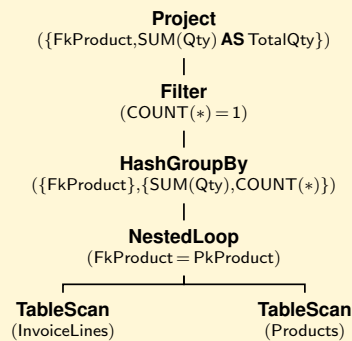 Project
({FkProduct,SUM(Qty) AS TotalQty})
Filter
(COUNT(∗) = 1)
HashGroupBy
({FkProduct},{SUM(Qty),COUNT(∗)})
NestedLoop
(FkProduct = PkProduct)
TableScan TableScan
(InvoiceLines) (Products)